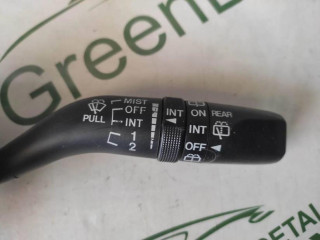 Green
MIST
OFF
INT
PULL
1
2
INT
ON REAR
INT
OFF
DETAL